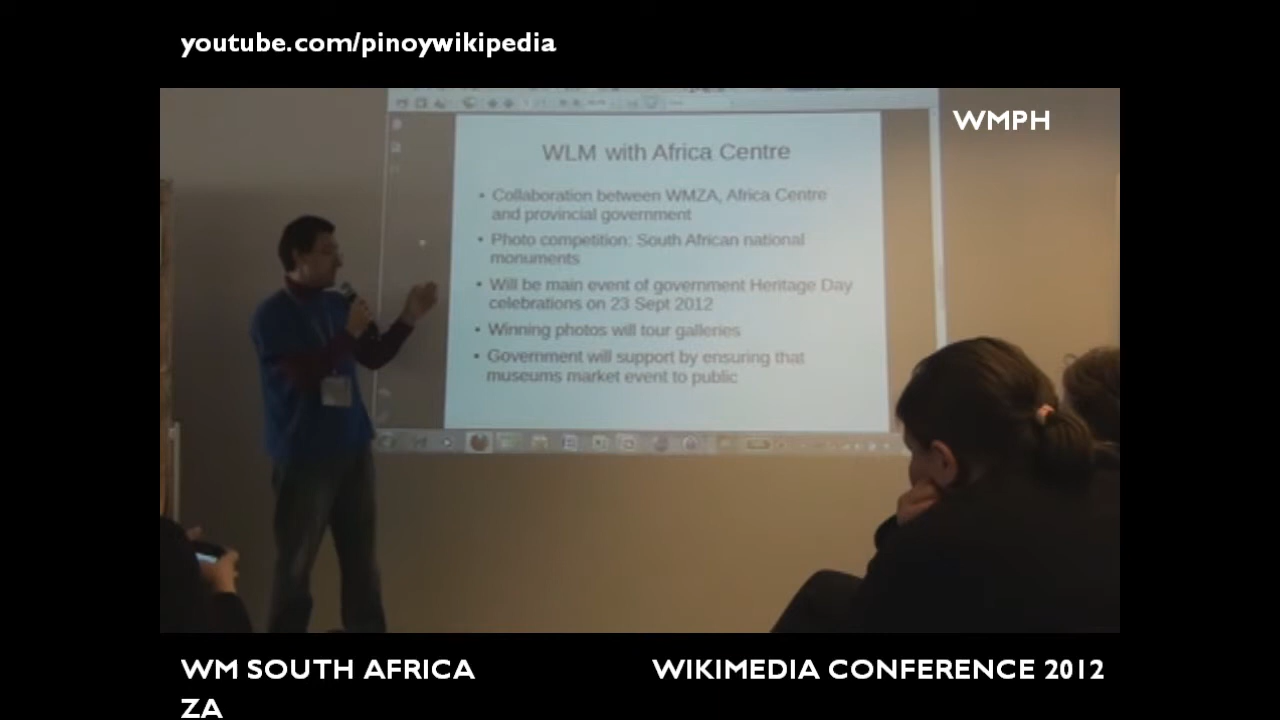 youtube.com/pinoywikipedia
WMPH
WLM with Africa Centre
• Collaboration between WMZA, Africa Centre
and provincial government
• Photo competition: South African national
monuments
• Will be main event of government Heritage Day
celebrations on 23 Sept 2012
• Winning photos will tour galleries
• Government will support by ensuring that
museums market event to public
WM SOUTH AFRICA
ZA
WIKIMEDIA CONFERENCE 2012